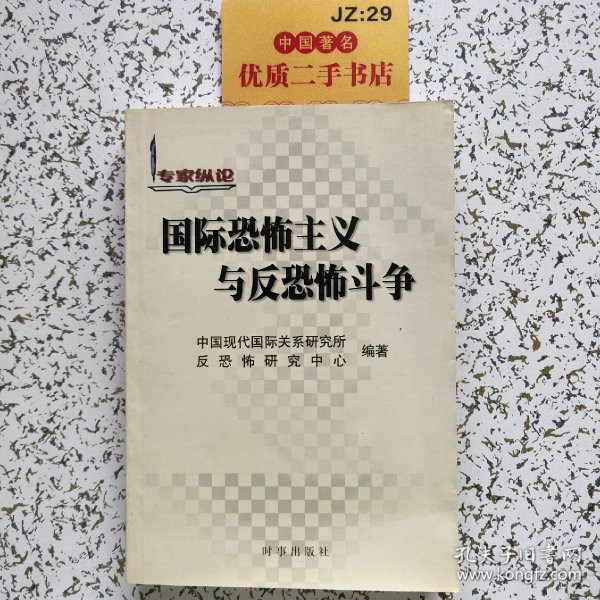 JZ:29
中国著名
优质二手书店
专家纵论
国际恐怖主义
与反恐怖斗争
中国现代国际关系研究所
反恐怖研究中心
编著
时事出版社
孔夫子旧书网
www.kongfz.com